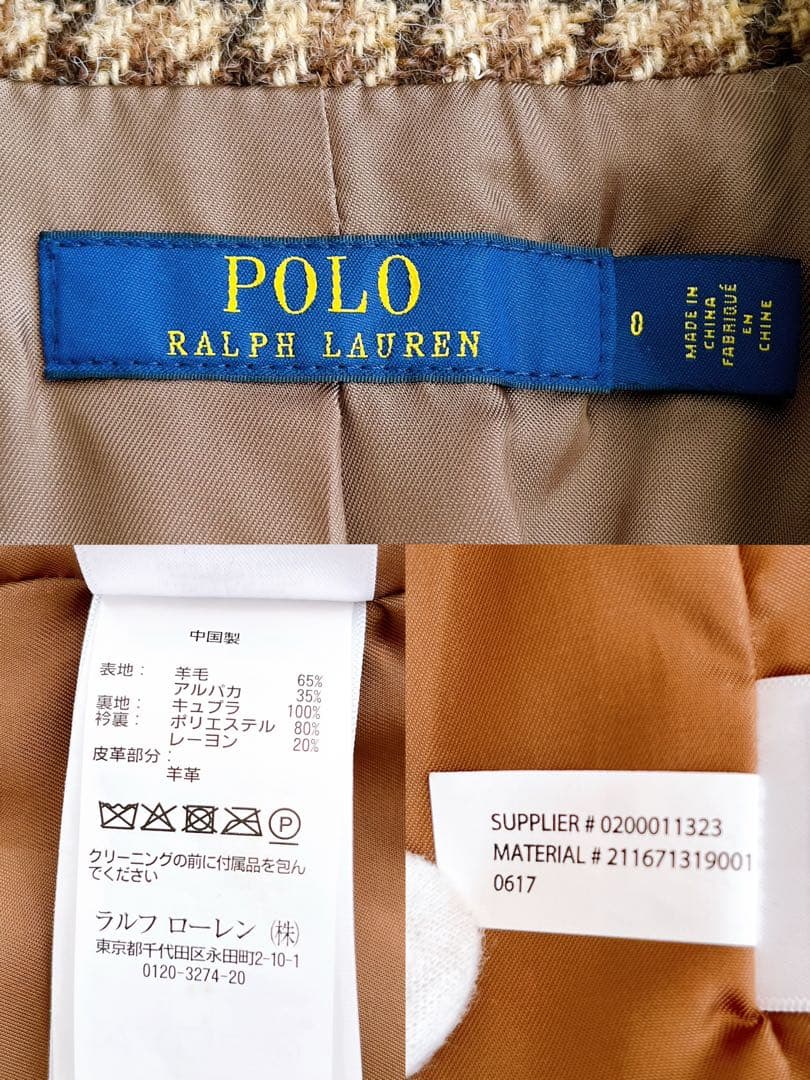 POLO
RALPH LAUREN
0
MADE IN
CHINA
FABRIQUÉ
EN
CHINE
中国製
表地： 羊毛 65%
アルパカ 35%
裏地： キュプラ 100%
衿裏： ポリエステル 80%
レーヨン 20%
皮革部分：
羊革
P
クリーニングの前に付属品を包ん
でください
ラルフ ローレン (株)
東京都千代田区永田町2-10-1
0120-3274-20
SUPPLIER # 0200011323
MATERIAL # 211671319001
0617